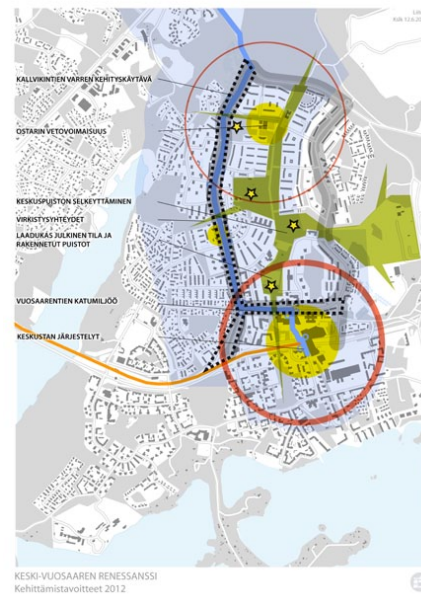 KALLVIKINTIEN VARREN KEHITYSKÄYTÄVÄ
OSTARIN VETOVOIMAISUUS
KESKUSPUISTON SELKEYTTÄMINEN
VIRKISTYSYHTEYDET
LAADUKAS JULKINEN TILA JA
RAKENNETUT PUISTOT
VUOSAARENTIEN KATUMILJÖÖ
KESKUSTAN JÄRJESTELYT
KESKI-VUOSAAREN RENESSANSSI
Kehittämistavoitteet 2012